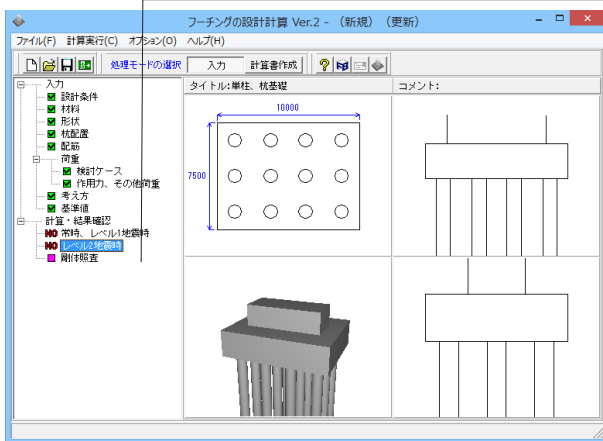 フーチングの設計計算 Ver.2 - （新規）（更新）
ファイル(F) 計算実行(C) オプション(O) ヘルプ(H)
処理モードの選択 入力 計算書作成
入力
設計条件
材料
形状
杭配置
配筋
荷重
検討ケース
作用力、その他荷重
考え方
基準値
計算・結果確認
NO 常時、レベル1地震時
NO レベル2地震時
剛体照査
タイトル:単柱、杭基礎
コメント:
10000
7500